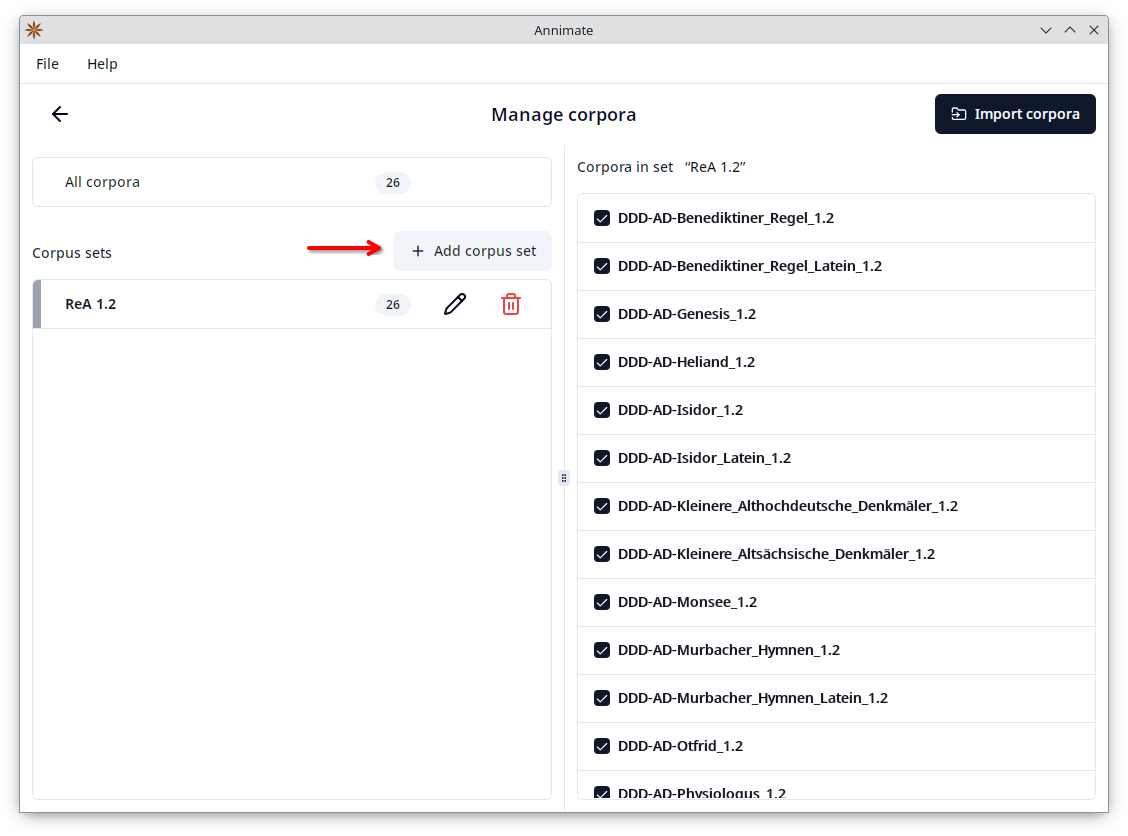 Annimate
File Help
Manage corpora
Import corpora
All corpora 26
Corpus sets
Add corpus set
ReA 1.2 26
Corpora in set “ReA 1.2”
DDD-AD-Benediktiner_Regel_1.2
DDD-AD-Benediktiner_Regel_Latein_1.2
DDD-AD-Genesis_1.2
DDD-AD-Heliand_1.2
DDD-AD-Isidor_1.2
DDD-AD-Isidor_Latein_1.2
DDD-AD-Kleinere_Althochdeutsche_Denkmäler_1.2
DDD-AD-Kleinere_Altsächsische_Denkmäler_1.2
DDD-AD-Monsee_1.2
DDD-AD-Murbacher_Hymnen_1.2
DDD-AD-Murbacher_Hymnen_Latein_1.2
DDD-AD-Otfrid_1.2
DDD-AD-Physiologus_1.2